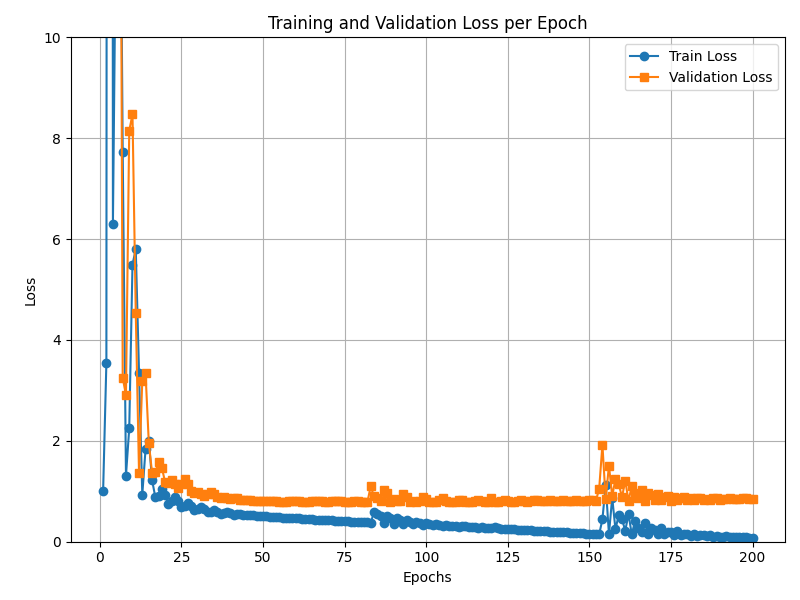 Training and Validation Loss per Epoch
Train Loss
Validation Loss
Loss
10
8
6
4
2
0
0 25 50 75 100 125 150 175 200
Epochs